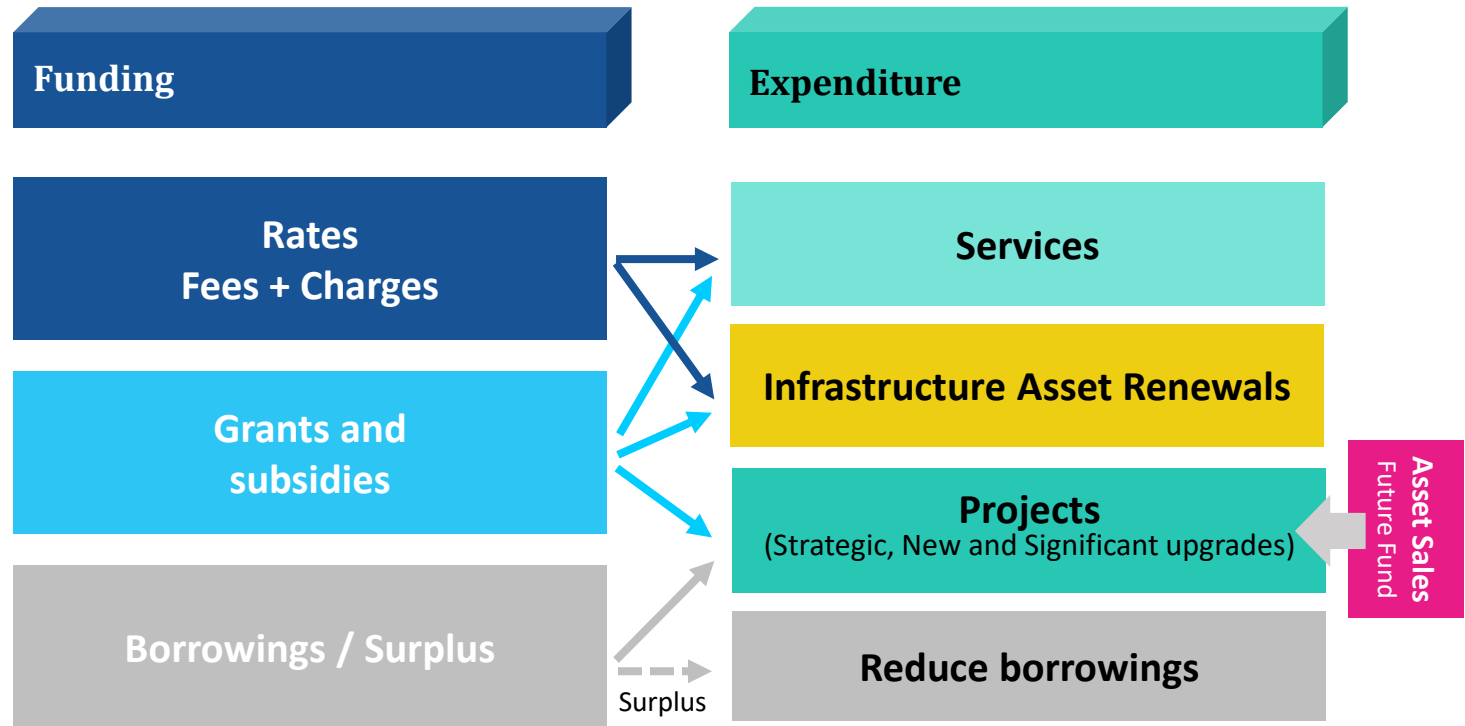 Funding
Expenditure
Rates
Fees + Charges
Services
Grants and
subsidies
Infrastructure Asset Renewals
Projects
(Strategic, New and Significant upgrades)
Asset Sales
Future Fund
Borrowings / Surplus
Surplus
Reduce borrowings